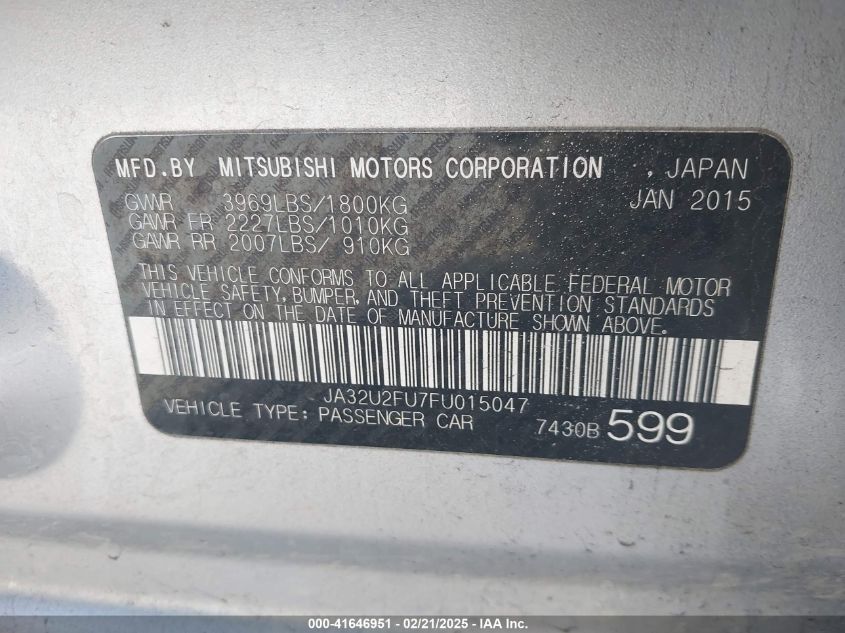 MFD.BY MITSUBISHI MOTORS CORPORATION , JAPAN
GVWR 3969LBS/1800KG JAN 2015
GAWR FR 2227LBS/1010KG
GAWR RR 2007LBS/ 910KG
THIS VEHICLE CONFORMS TO ALL APPLICABLE FEDERAL MOTOR
VEHICLE SAFETY, BUMPER, AND THEFT PREVENTION STANDARDS
IN EFFECT ON THE DATE OF MANUFACTURE SHOWN ABOVE.
JA32U2FU7FU015047
VEHICLE TYPE: PASSENGER CAR 7430B 599
000-41646951 - 02/21/2025 - IAA Inc.